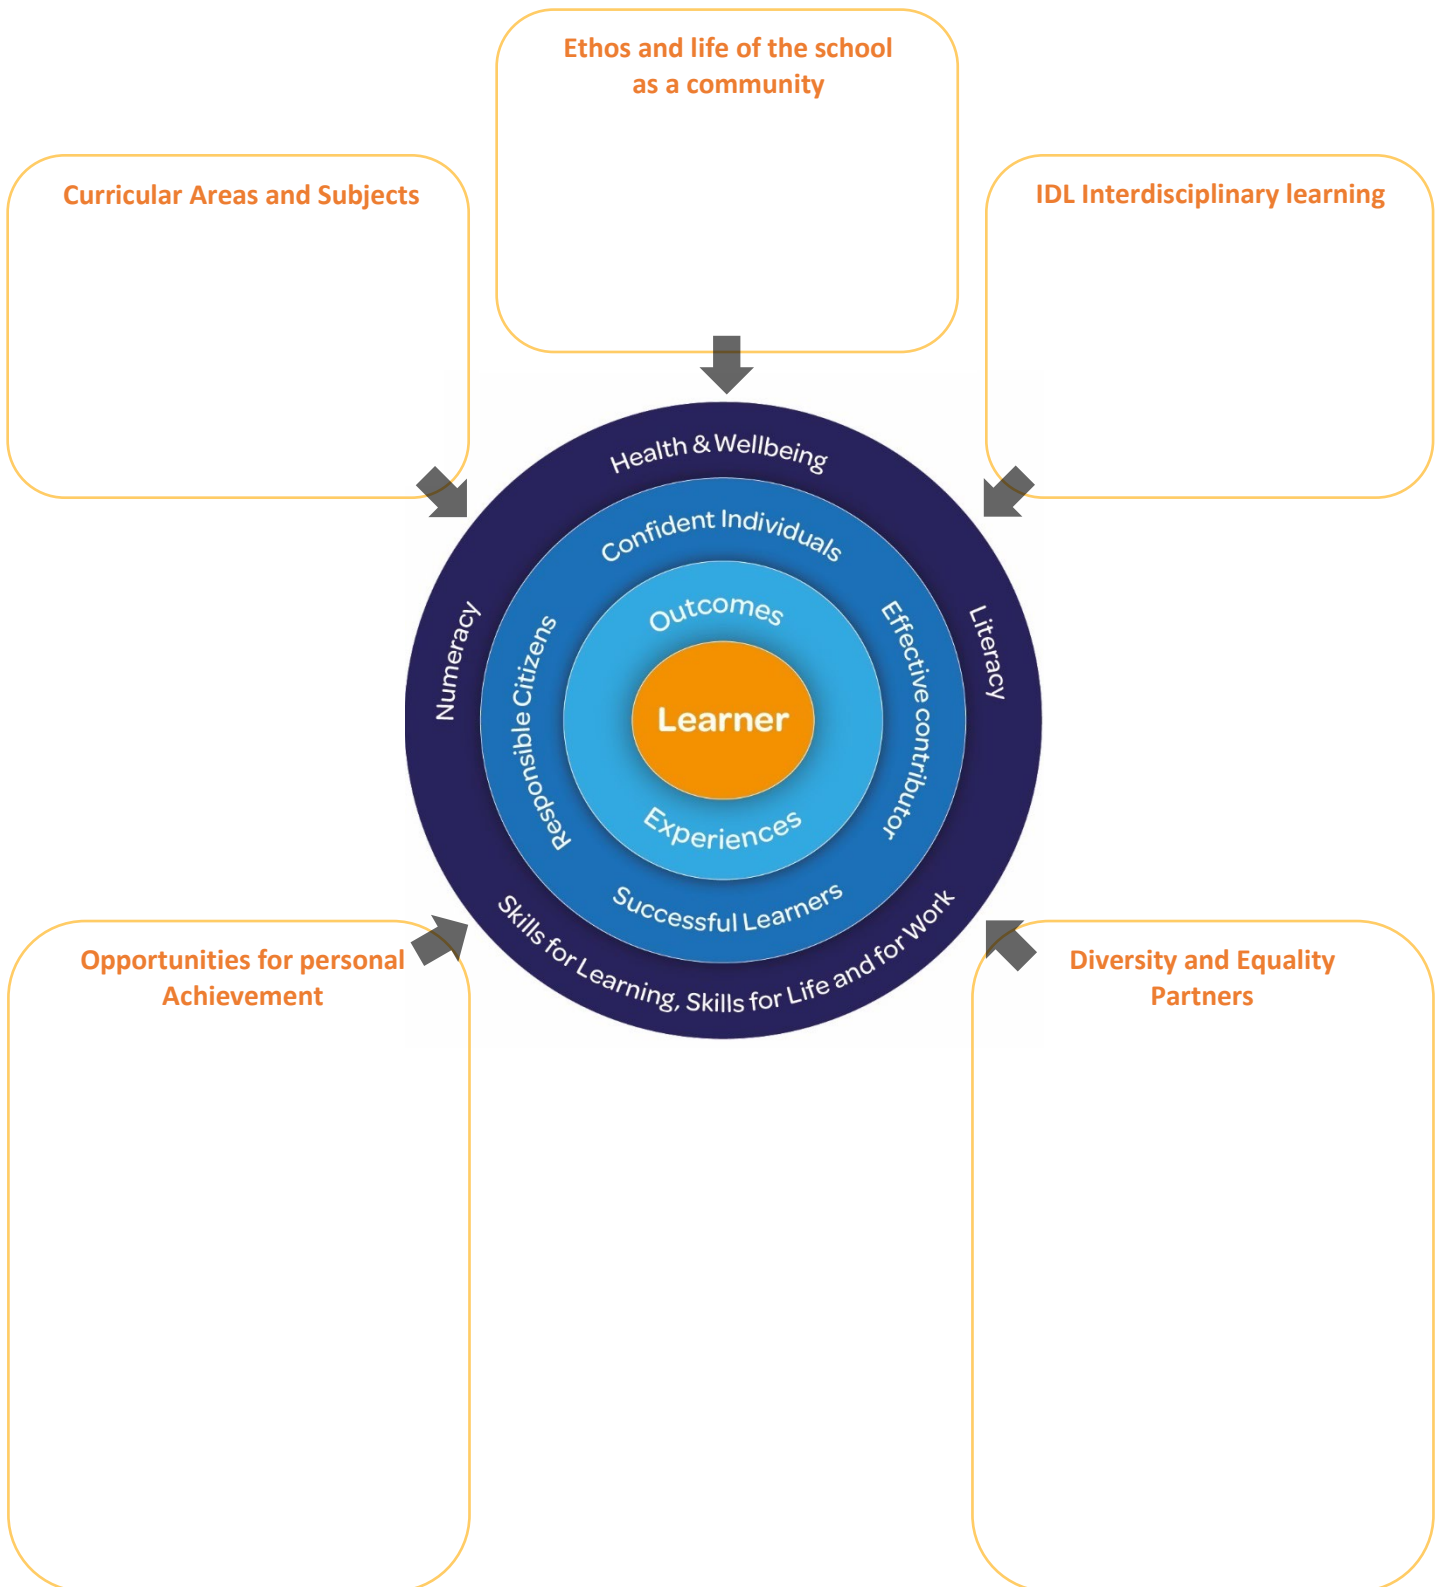 Ethos and life of the school
as a community
Curricular Areas and Subjects
IDL Interdisciplinary learning
Health & Wellbeing
Confident Individuals
Outcomes
Numeracy
Responsible Citizens
Learner
Effective contributor
Literacy
Experiences
Successful Learners
Skills for Learning, Skills for Life and for Work
Opportunities for personal
Achievement
Diversity and Equality
Partners